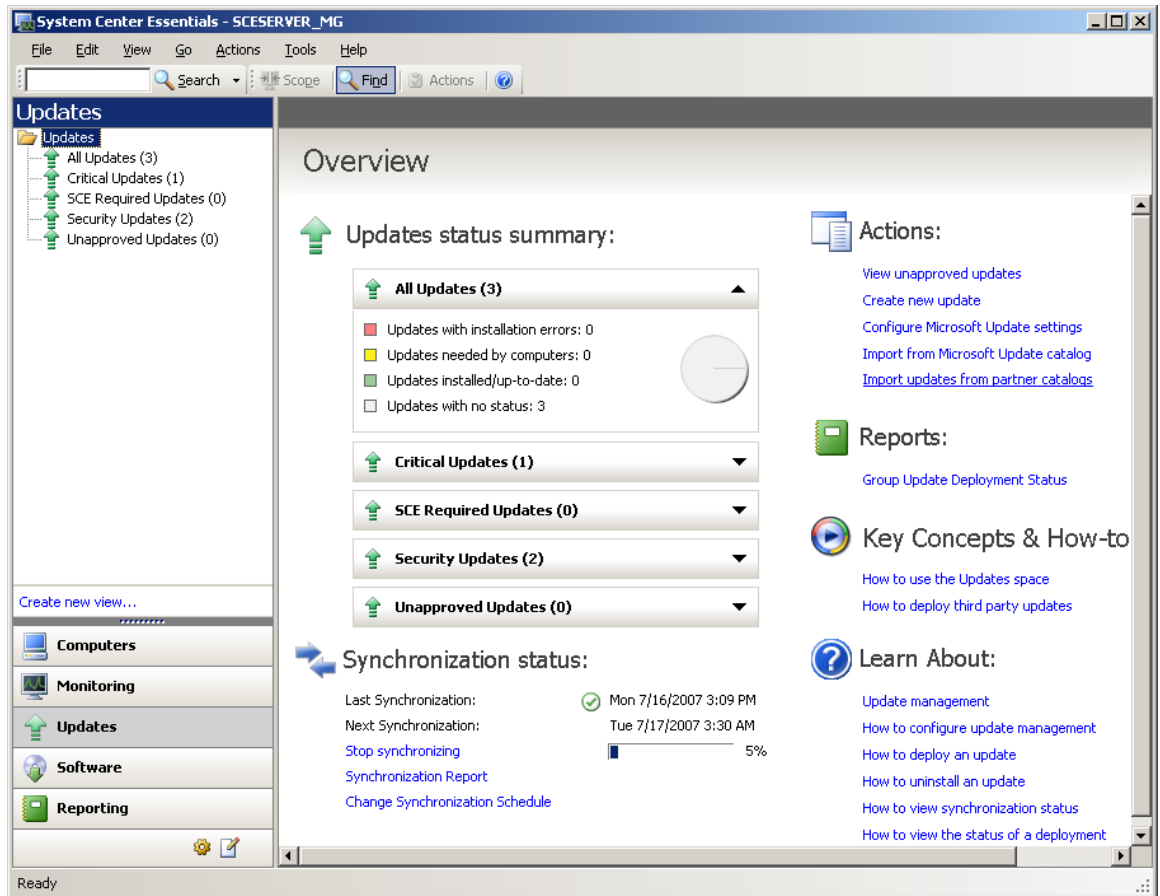 System Center Essentials - SCESERVER_MG
File Edit View Go Actions Tools Help
Search Scope Find Actions
Updates
Updates
All Updates (3)
Critical Updates (1)
SCE Required Updates (0)
Security Updates (2)
Unapproved Updates (0)
Create new view...
Computers
Monitoring
Updates
Software
Reporting
Overview
Updates status summary:
All Updates (3)
Updates with installation errors: 0
Updates needed by computers: 0
Updates installed/up-to-date: 0
Updates with no status: 3
Critical Updates (1)
SCE Required Updates (0)
Security Updates (2)
Unapproved Updates (0)
Synchronization status:
Last Synchronization: Mon 7/16/2007 3:09 PM
Next Synchronization: Tue 7/17/2007 3:30 AM
Stop synchronizing 5%
Synchronization Report
Change Synchronization Schedule
Actions:
View unapproved updates
Create new update
Configure Microsoft Update settings
Import from Microsoft Update catalog
Import updates from partner catalogs
Reports:
Group Update Deployment Status
Key Concepts & How-to
How to use the Updates space
How to deploy third party updates
Learn About:
Update management
How to configure update management
How to deploy an update
How to uninstall an update
How to view synchronization status
How to view the status of a deployment
Ready